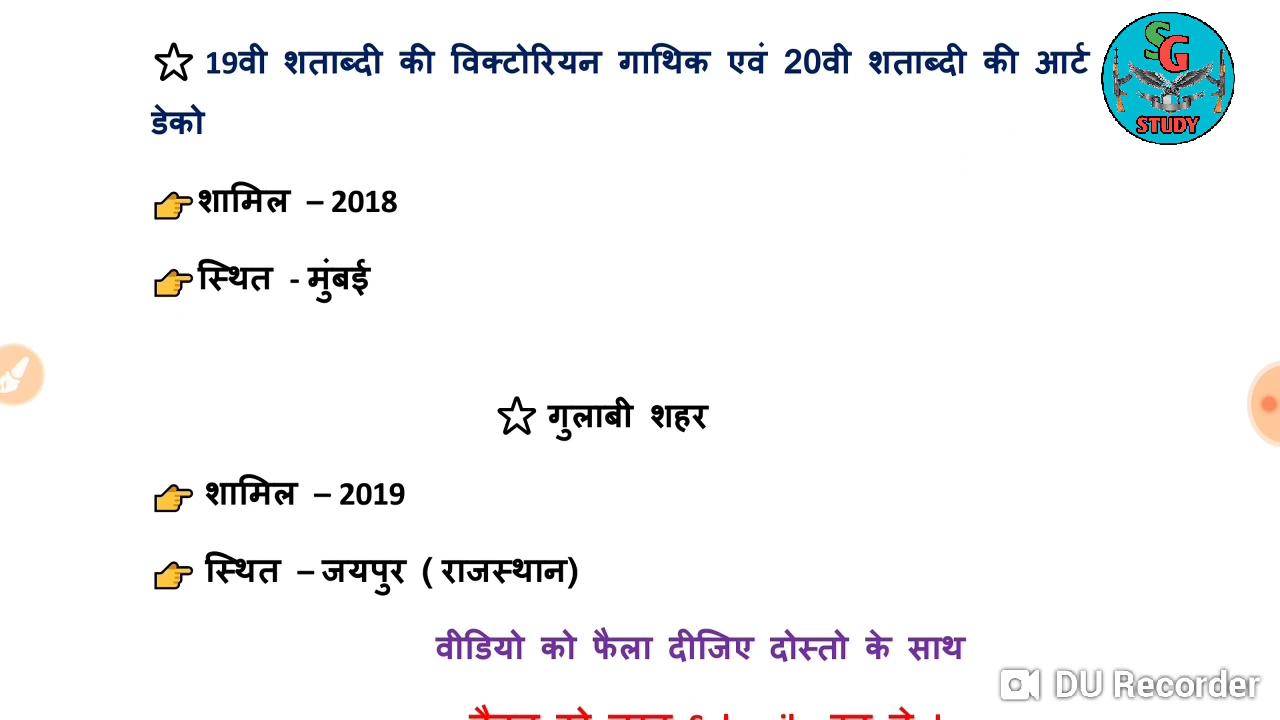 19वी शताब्दी की विक्टोरियन गाथिक एवं 20वी शताब्दी की आर्ट
डेको
SG
STUDY
शामिल – 2018
स्थित - मुंबई
गुलाबी शहर
शामिल – 2019
स्थित – जयपुर ( राजस्थान)
वीडियो को फैला दीजिए दोस्तो के साथ
DU Recorder